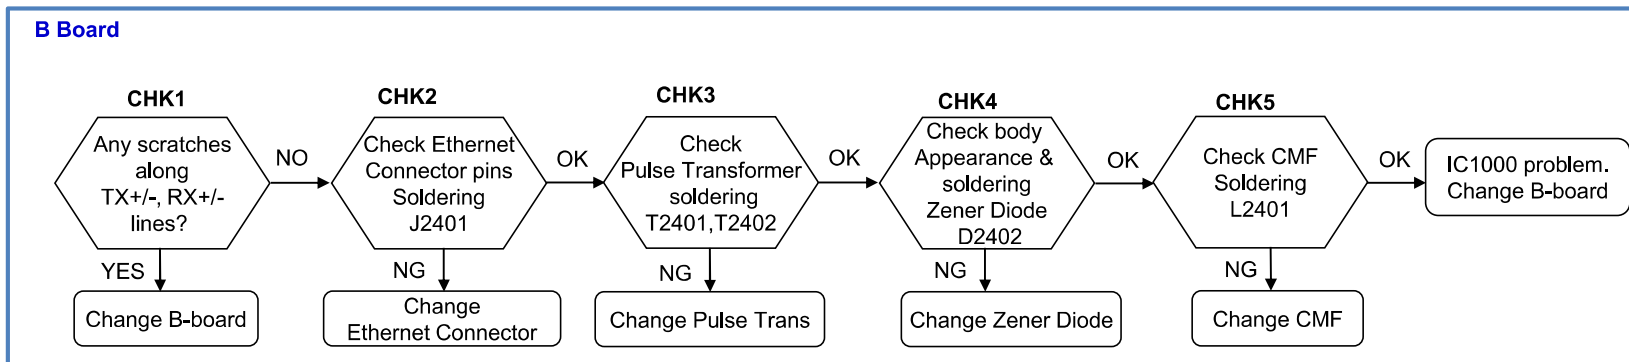 B Board
CHK1
Any scratches
along
TX+/-, RX+/-
lines?
NO
YES
Change B-board
CHK2
Check Ethernet
Connector pins
Soldering
J2401
OK
NG
Change
Ethernet Connector
CHK3
Check
Pulse Transformer
soldering
T2401,T2402
OK
NG
Change Pulse Trans
CHK4
Check body
Appearance &
soldering
Zener Diode
D2402
OK
NG
Change Zener Diode
CHK5
Check CMF
Soldering
L2401
OK
NG
Change CMF
IC1000 problem.
Change B-board